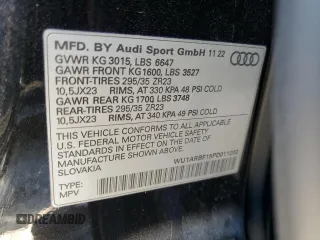 MFD. BY Audi Sport GmbH 11 22
GVWR KG 3015, LBS 6647
GAWR FRONT KG1600, LBS 3527
FRONT-TIRES 295/35 ZR23
10,5JX23 RIMS, AT 330 KPA 48 PSI COLD
GAWR REAR KG 1700, LBS 3748
REAR-TIRES 295/35 ZR23
10,5JX23 RIMS, AT 340 KPA 49 PSI COLD
THIS VEHICLE CONFORMS TO ALL APPLICABLE
U.S. FEDERAL MOTOR VEHICLE SAFETY
STANDARDS IN EFFECT ON THE DATE OF
MANUFACTURE SHOWN ABOVE.
SLOVAKIA
TYPE:
MPV
DREAMBID